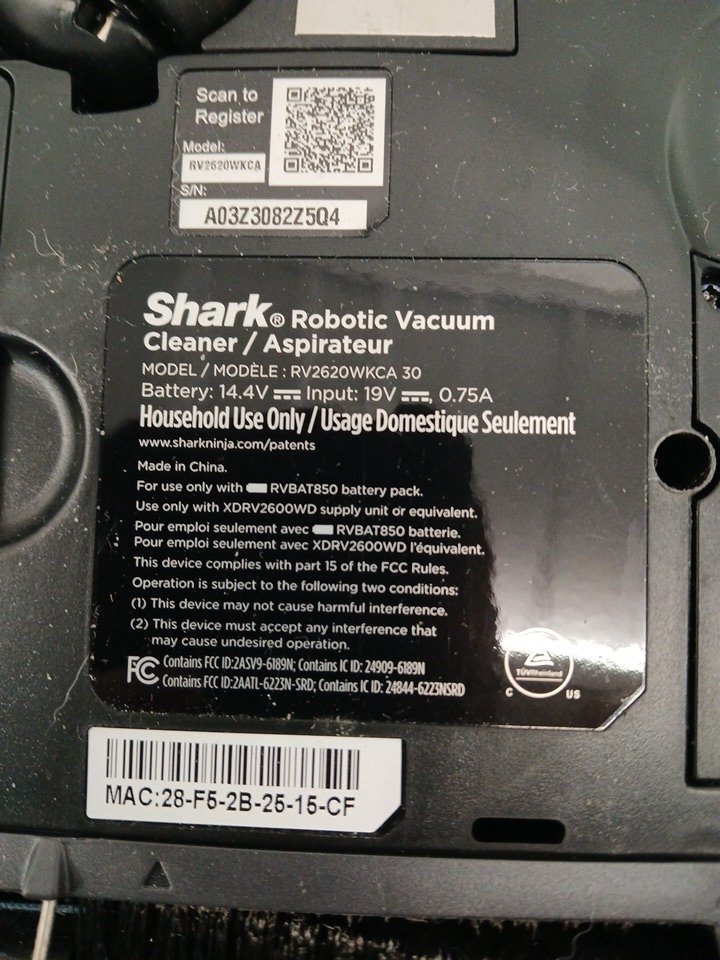 Scan to
Register
Model:
RV2620WKCA
S/N:
A03Z3082Z5Q4
Shark® Robotic Vacuum
Cleaner / Aspirateur
MODEL / MODÈLE : RV2620WKCA 30
Battery: 14.4V ⎓ Input: 19V ⎓, 0.75A
Household Use Only / Usage Domestique Seulement
www.sharkninja.com/patents
Made in China.
For use only with RVBAT850 battery pack.
Use only with XDRV2600WD supply unit or equivalent.
Pour emploi seulement avec RVBAT850 batterie.
Pour emploi seulement avec XDRV2600WD l'équivalent.
This device complies with part 15 of the FCC Rules.
Operation is subject to the following two conditions:
(1) This device may not cause harmful interference.
(2) This device must accept any interference that
may cause undesired operation.
FC Contains FCC ID:2ASV9-6189N; Contains IC ID: 24909-6189N
Contains FCC ID:2AATL-6223N-SRD; Contains IC ID: 24844-6223NSRD
TÜVRheinland
C US
MAC:28-F5-2B-25-15-CF